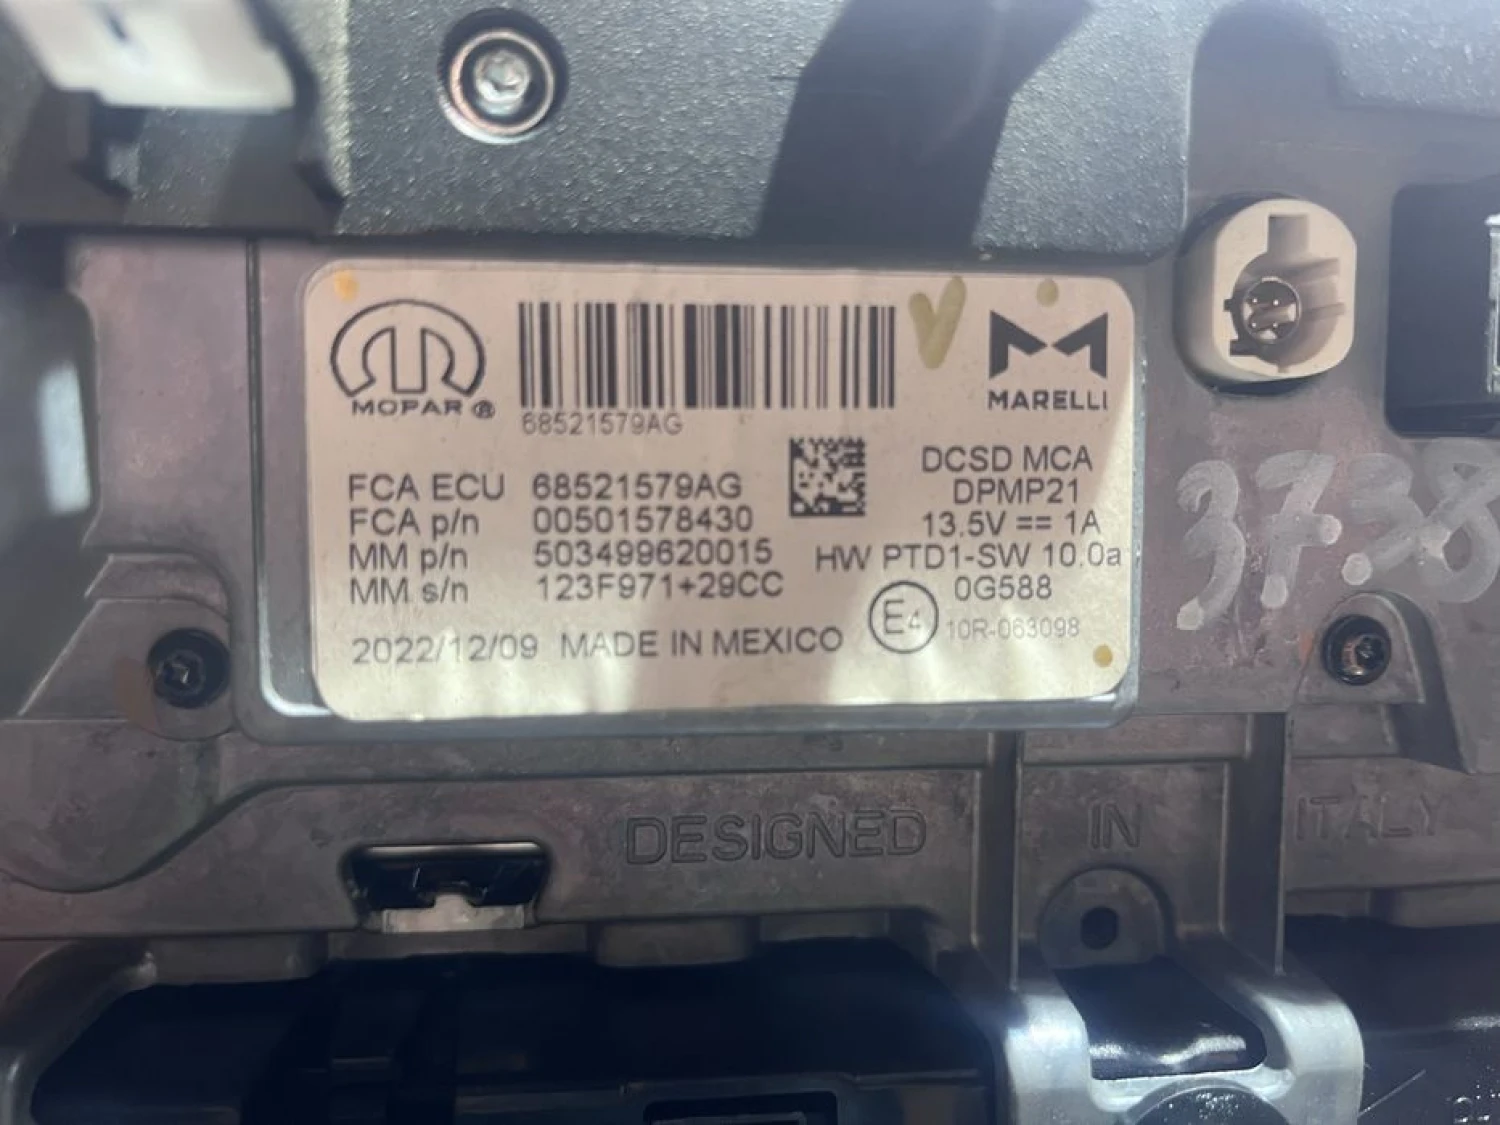 MOPAR®
68521579AG
MARELLI
FCA ECU 68521579AG
FCA p/n 00501578430
MM p/n 503499620015
MM s/n 123F971+29CC
2022/12/09 MADE IN MEXICO
DCSD MCA
DPMP21
13.5V == 1A
HW PTD1-SW 10.0a
0G588
E4 10R-063098
3.7.38
DESIGNED IN ITALY